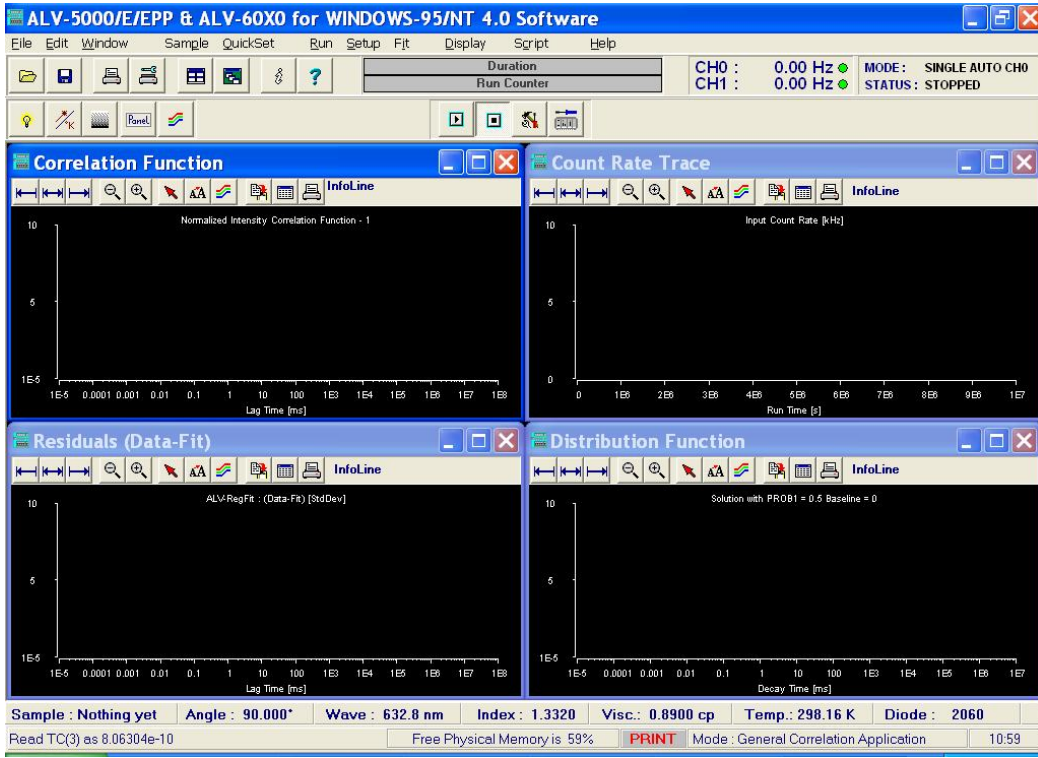 ALV-5000/E/EPP & ALV-60X0 for WINDOWS-95/NT 4.0 Software
File Edit Window Sample QuickSet Run Setup Fit Display Script Help
Duration
Run Counter
CH0 : 0.00 Hz
CH1 : 0.00 Hz
MODE : SINGLE AUTO CH0
STATUS : STOPPED
Panel
Correlation Function
InfoLine
Normalized Intensity Correlation Function - 1
10
5
1E-5
1E-5 0.0001 0.001 0.01 0.1 1 10 100 1E3 1E4 1E5 1E6 1E7 1E8
Lag Time [ms]
Count Rate Trace
InfoLine
Input Count Rate [kHz]
10
5
0
0 1E6 2E6 3E6 4E6 5E6 6E6 7E6 8E6 9E6 1E7
Run Time [s]
Residuals (Data-Fit)
InfoLine
ALV-RegFit : (Data-Fit) [StdDev]
10
5
1E-5
1E-5 0.0001 0.001 0.01 0.1 1 10 100 1E3 1E4 1E5 1E6 1E7 1E8
Lag Time [ms]
Distribution Function
InfoLine
Solution with PROB1 = 0.5 Baseline = 0
10
5
1E-5
1E-5 0.0001 0.001 0.01 0.1 1 10 100 1E3 1E4 1E5 1E6 1E7
Decay Time [ms]
Sample : Nothing yet Angle : 90.000° Wave : 632.8 nm Index : 1.3320 Visc.: 0.8900 cp Temp.: 298.16 K Diode : 2060
Read TC(3) as 8.06304e-10 Free Physical Memory is 59% PRINT Mode : General Correlation Application 10:59